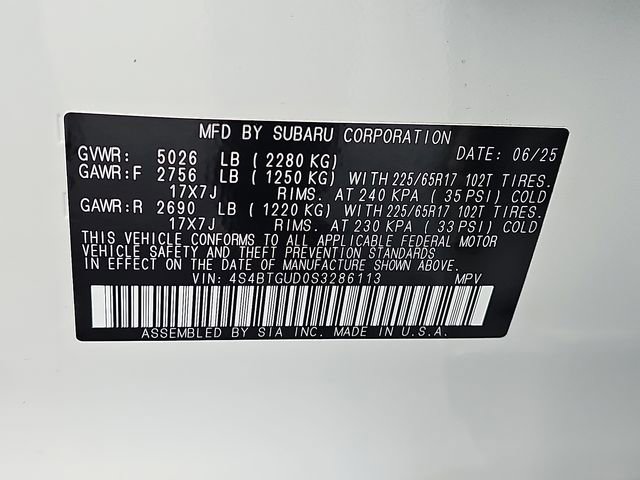 MFD BY SUBARU CORPORATION
GVWR: 5026 LB ( 2280 KG) DATE: 06/25
GAWR:F 2756 LB ( 1250 KG) WITH 225/65R17 102T TIRES.
17X7J RIMS. AT 240 KPA ( 35 PSI) COLD
GAWR:R 2690 LB ( 1220 KG) WITH 225/65R17 102T TIRES.
17X7J RIMS. AT 230 KPA ( 33 PSI) COLD
THIS VEHICLE CONFORMS TO ALL APPLICABLE FEDERAL MOTOR
VEHICLE SAFETY AND THEFT PREVENTION STANDARDS
IN EFFECT ON THE DATE OF MANUFACTURE SHOWN ABOVE.
VIN: 4S4BTGUD0S3286113 MPV
ASSEMBLED BY SIA INC. MADE IN U.S.A.